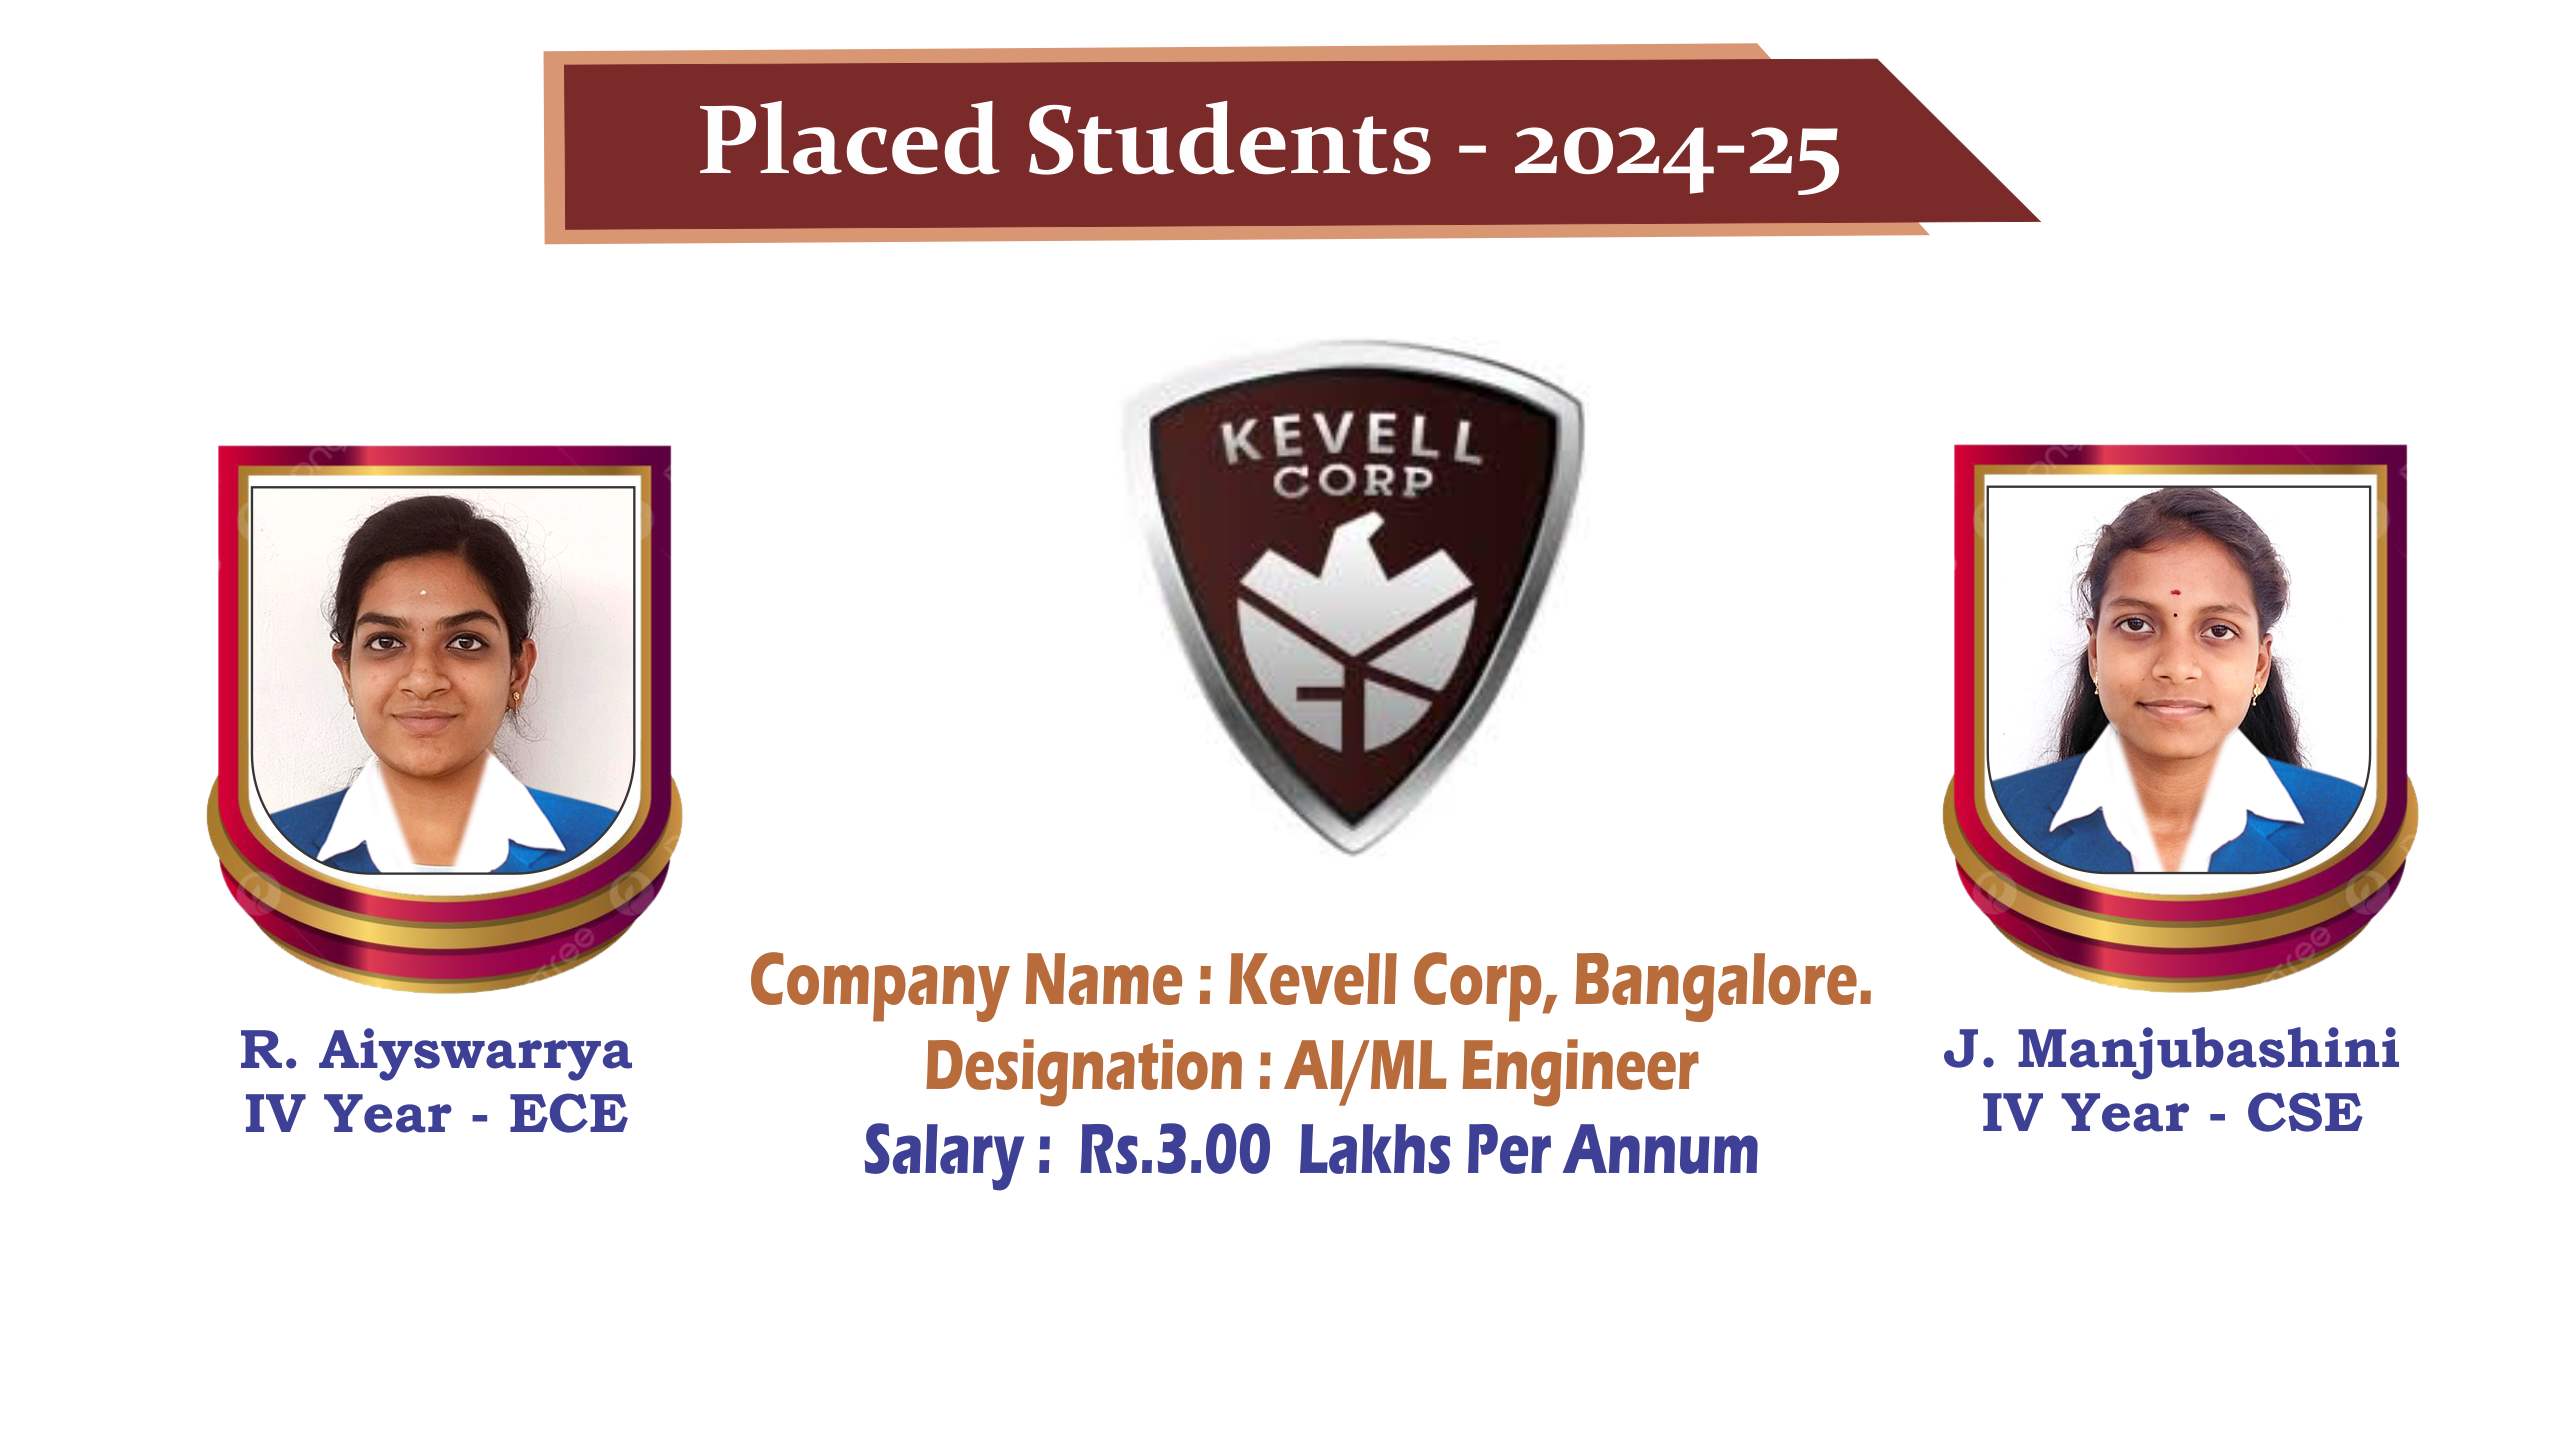 Placed Students - 2024-25
KEVELL
CORP
R. Aiyswarrya
IV Year - ECE
Company Name : Kevell Corp, Bangalore.
Designation : AI/ML Engineer
Salary : Rs.3.00 Lakhs Per Annum
J. Manjubashini
IV Year - CSE